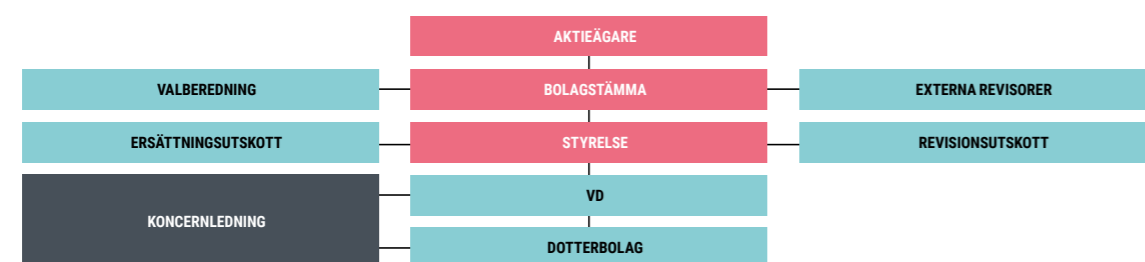 AKTIEÄGARE
VALBEREDNING
BOLAGSTÄMMA
EXTERNA REVISORER
ERSÄTTNINGSUTSKOTT
STYRELSE
REVISIONSUTSKOTT
KONCERNLEDNING
VD
DOTTERBOLAG